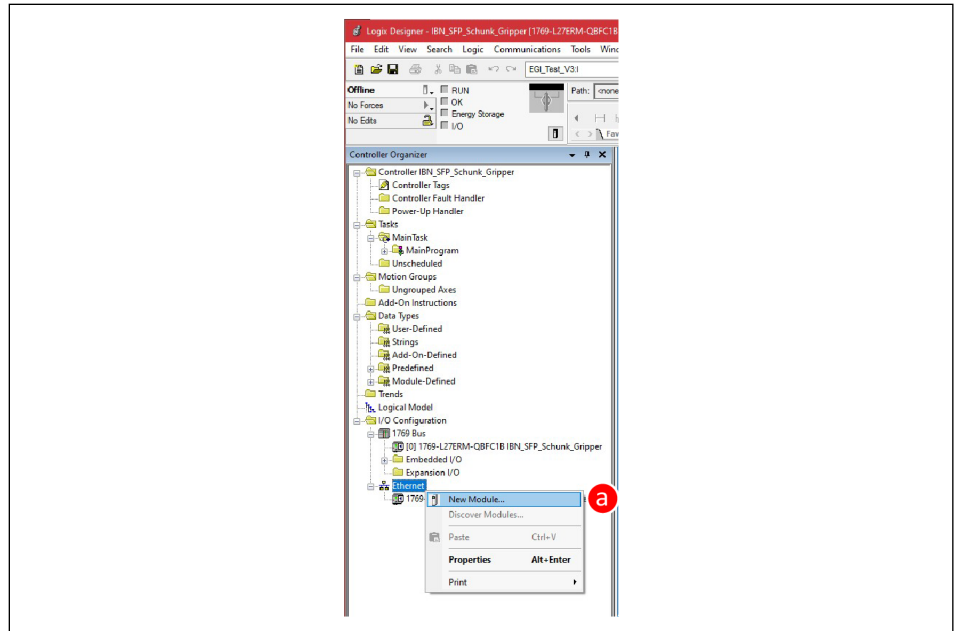 Logix Designer - IBN_SFP_Schunk_Gripper [1769-L27ERM-QBFC1B
File Edit View Search Logic Communications Tools Winc
EGI_Test_V3:I
Offline RUN Path: <none
No Forces OK
Energy Storage
No Edits I/O
Fav
Controller Organizer
Controller IBN_SFP_Schunk_Gripper
Controller Tags
Controller Fault Handler
Power-Up Handler
Tasks
MainTask
MainProgram
Unscheduled
Motion Groups
Ungrouped Axes
Add-On Instructions
Data Types
User-Defined
Strings
Add-On-Defined
Predefined
Module-Defined
Trends
Logical Model
I/O Configuration
1769 Bus
[0] 1769-L27ERM-QBFC1B IBN_SFP_Schunk_Gripper
Embedded I/O
Expansion I/O
Ethernet
1769- New Module... a
Discover Modules...
Paste Ctrl+V
Properties Alt+Enter
Print